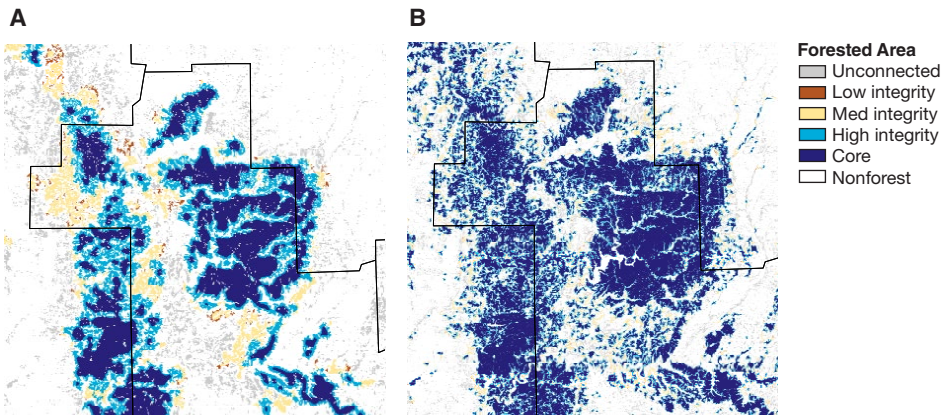 A
B
Forested Area
Unconnected
Low integrity
Med integrity
High integrity
Core
Nonforest